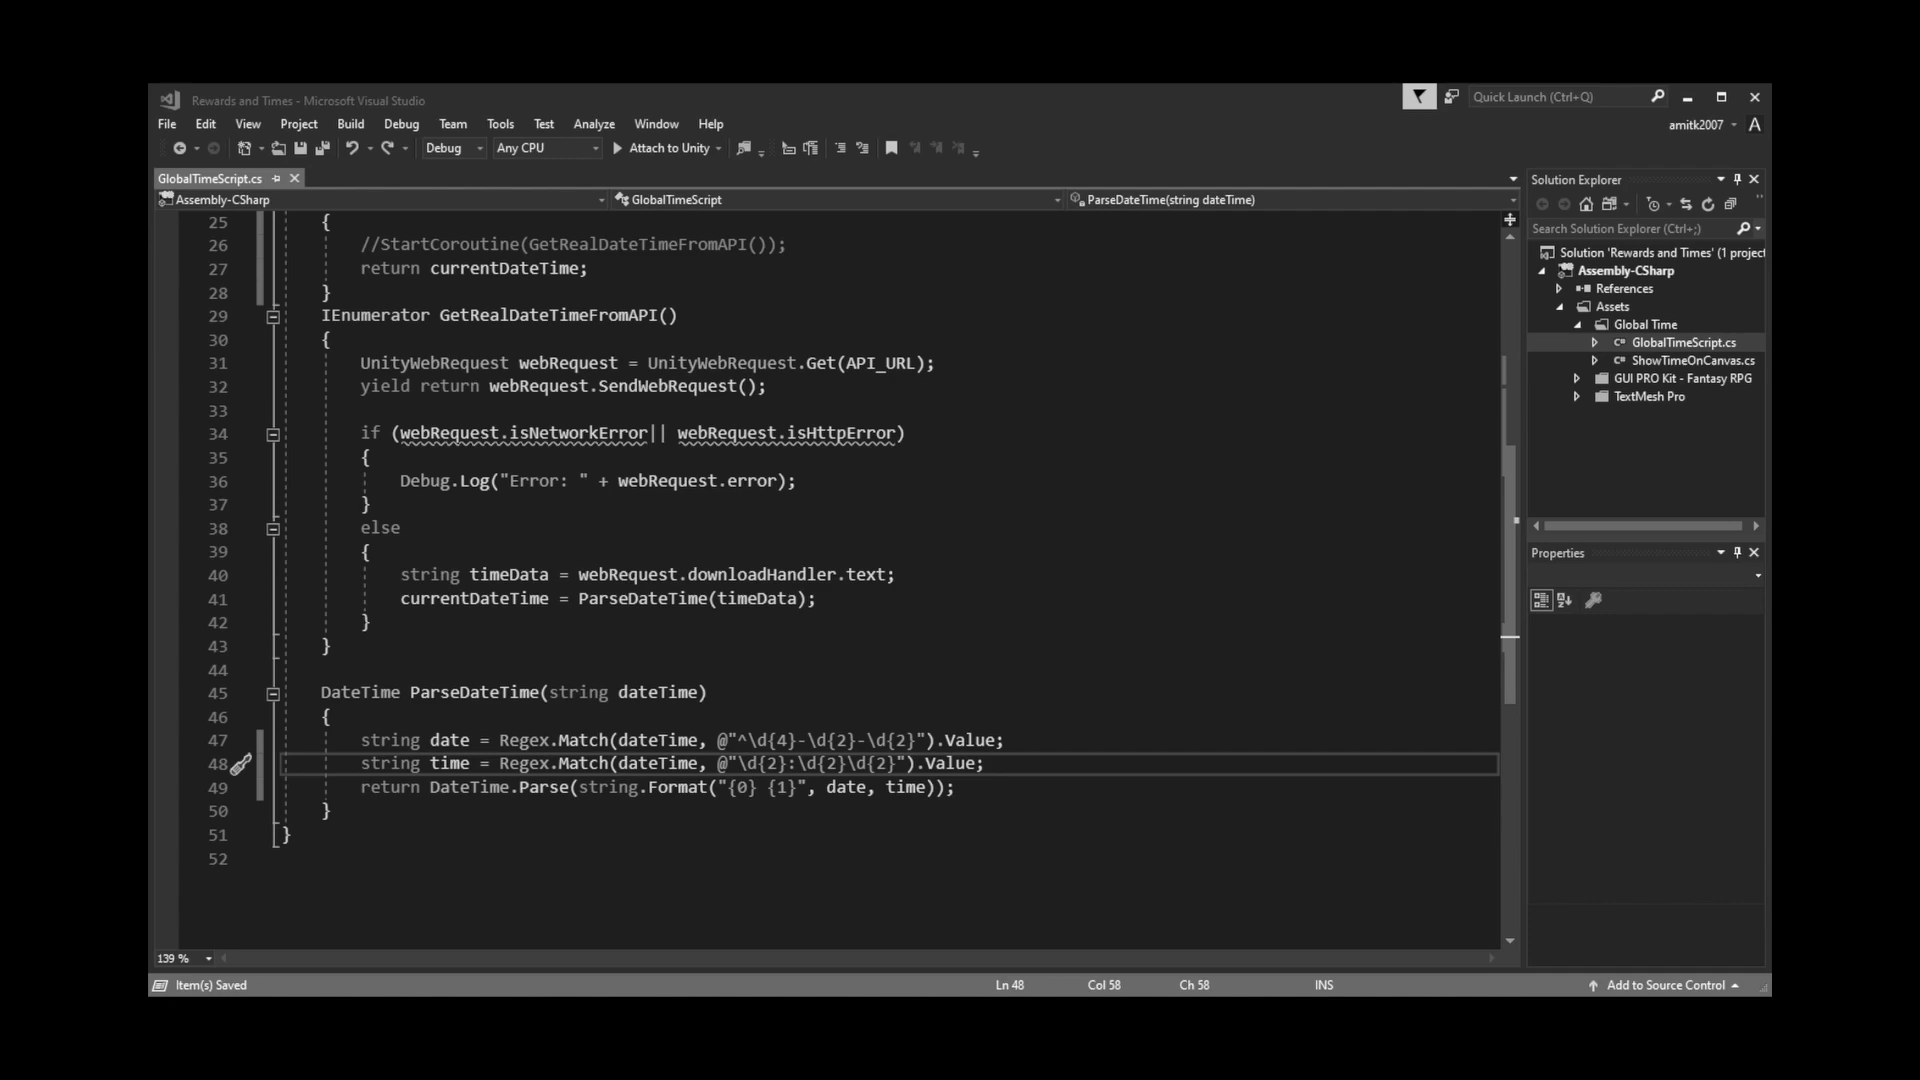 Rewards and Times - Microsoft Visual Studio
Quick Launch (Ctrl+Q)
File Edit View Project Build Debug Team Tools Test Analyze Window Help
amitk2007 A
Debug Any CPU Attach to Unity
GlobalTimeScript.cs
Assembly-CSharp GlobalTimeScript ParseDateTime(string dateTime)
25 {
26 //StartCoroutine(GetRealDateTimeFromAPI());
27 return currentDateTime;
28 }
29 IEnumerator GetRealDateTimeFromAPI()
30 {
31 UnityWebRequest webRequest = UnityWebRequest.Get(API_URL);
32 yield return webRequest.SendWebRequest();
33
34 if (webRequest.isNetworkError|| webRequest.isHttpError)
35 {
36 Debug.Log("Error: " + webRequest.error);
37 }
38 else
39 {
40 string timeData = webRequest.downloadHandler.text;
41 currentDateTime = ParseDateTime(timeData);
42 }
43 }
44
45 DateTime ParseDateTime(string dateTime)
46 {
47 string date = Regex.Match(dateTime, @"^\d{4}-\d{2}-\d{2}").Value;
48 string time = Regex.Match(dateTime, @"\d{2}:\d{2}\d{2}").Value;
49 return DateTime.Parse(string.Format("{0} {1}", date, time));
50 }
51 }
52
139 %
Solution Explorer
Search Solution Explorer (Ctrl+;)
Solution 'Rewards and Times' (1 project
Assembly-CSharp
References
Assets
Global Time
C# GlobalTimeScript.cs
C# ShowTimeOnCanvas.cs
GUI PRO Kit - Fantasy RPG
TextMesh Pro
Properties
Item(s) Saved Ln 48 Col 58 Ch 58 INS Add to Source Control